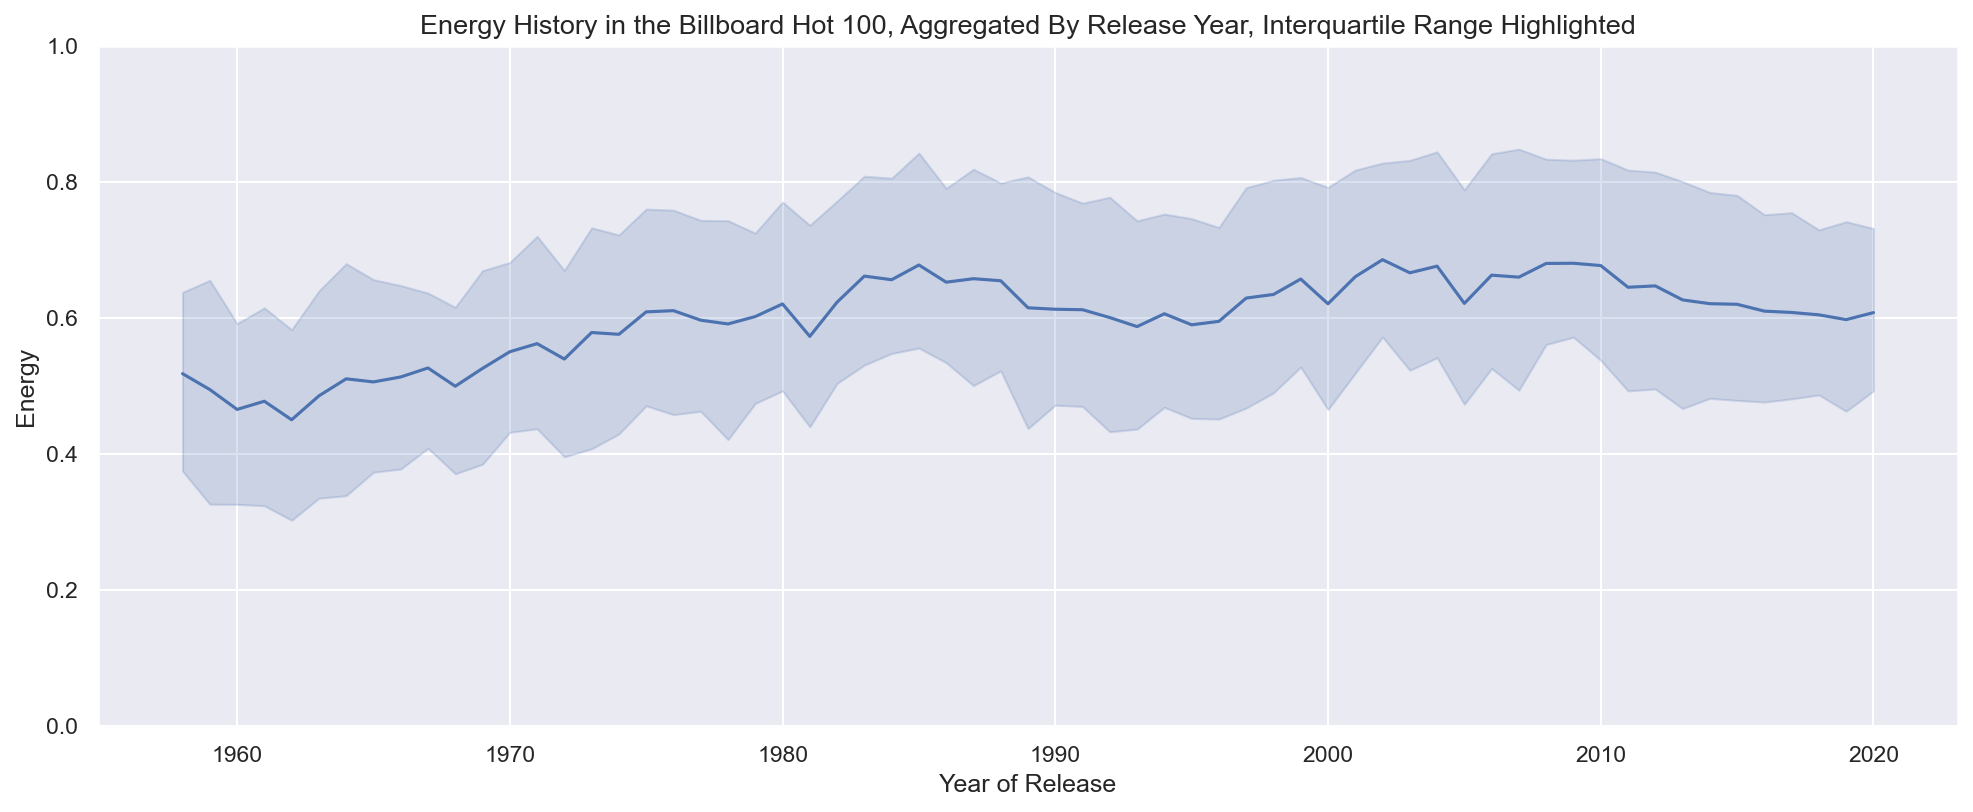 Energy History in the Billboard Hot 100, Aggregated By Release Year, Interquartile Range Highlighted
1.0
0.8
0.6
0.4
0.2
0.0
Energy
1960 1970 1980 1990 2000 2010 2020
Year of Release